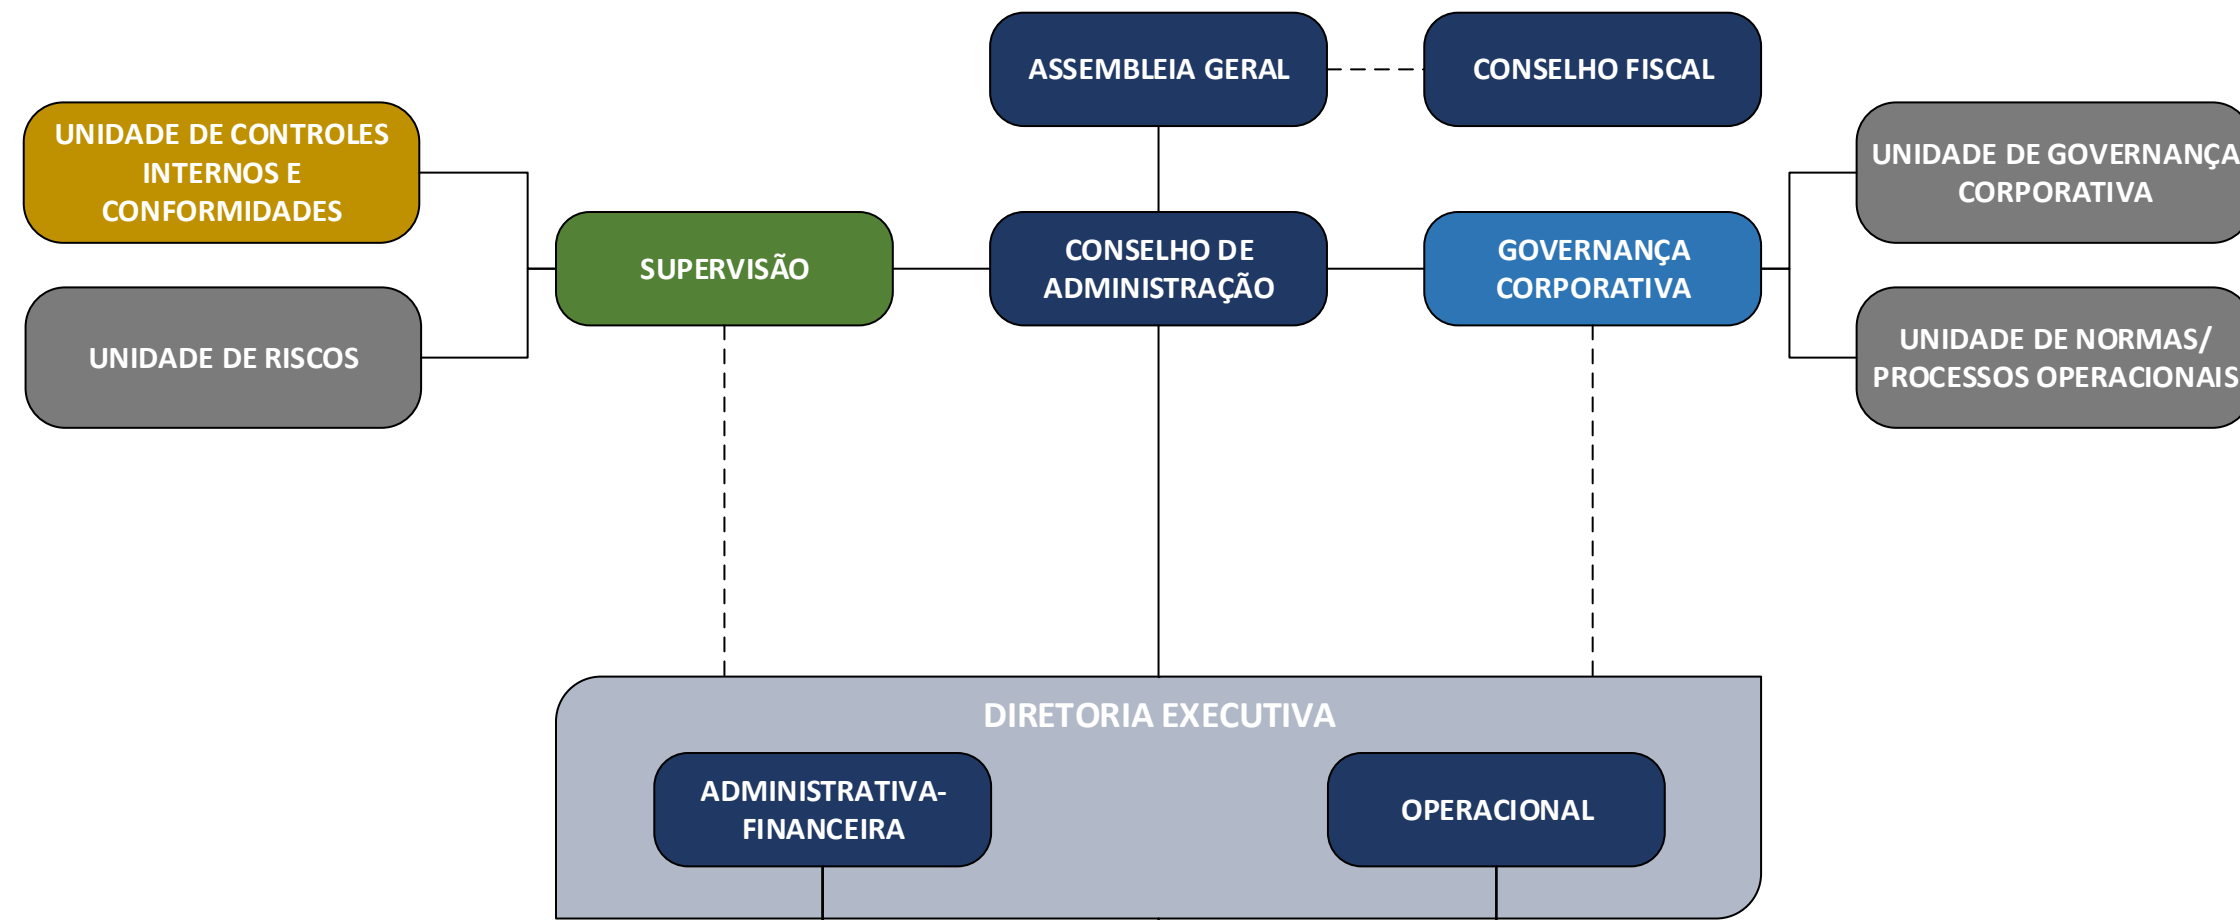 ASSEMBLEIA GERAL
CONSELHO FISCAL
UNIDADE DE CONTROLES
INTERNOS E
CONFORMIDADES
UNIDADE DE GOVERNANÇA
CORPORATIVA
SUPERVISÃO
CONSELHO DE
ADMINISTRAÇÃO
GOVERNANÇA
CORPORATIVA
UNIDADE DE RISCOS
UNIDADE DE NORMAS/
PROCESSOS OPERACIONAIS
DIRETORIA EXECUTIVA
ADMINISTRATIVA-
FINANCEIRA
OPERACIONAL